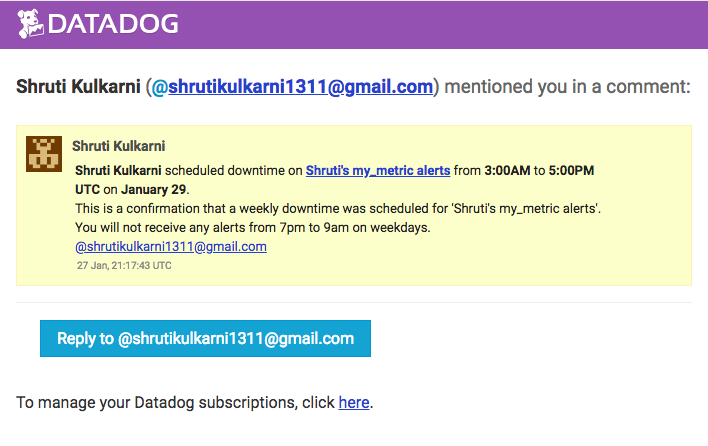 DATADOG
Shruti Kulkarni (@shrutikulkarni1311@gmail.com) mentioned you in a comment:
Shruti Kulkarni
Shruti Kulkarni scheduled downtime on Shruti's my_metric alerts from 3:00AM to 5:00PM
UTC on January 29.
This is a confirmation that a weekly downtime was scheduled for 'Shruti's my_metric alerts'.
You will not receive any alerts from 7pm to 9am on weekdays.
@shrutikulkarni1311@gmail.com
27 Jan, 21:17:43 UTC
Reply to @shrutikulkarni1311@gmail.com
To manage your Datadog subscriptions, click here.